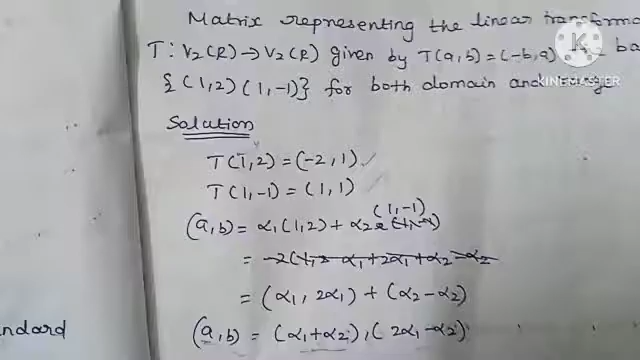 Matrix representing the linear
T: V₂(R) → V₂(R) given by T(a,b) = (-b,a)
{(1,2) (1,-1)} for both domain and
KINEMASTER
Solution
T(1,2) = (-2,1)
T(1,-1) = (1,1)
(1,-1)
(a,b) = α₁(1,2) + α₂
= (α₁, 2α₁) + (α₂-α₂)
(a,b) = (α₁+α₂), (2α₁-α₂)
ndard